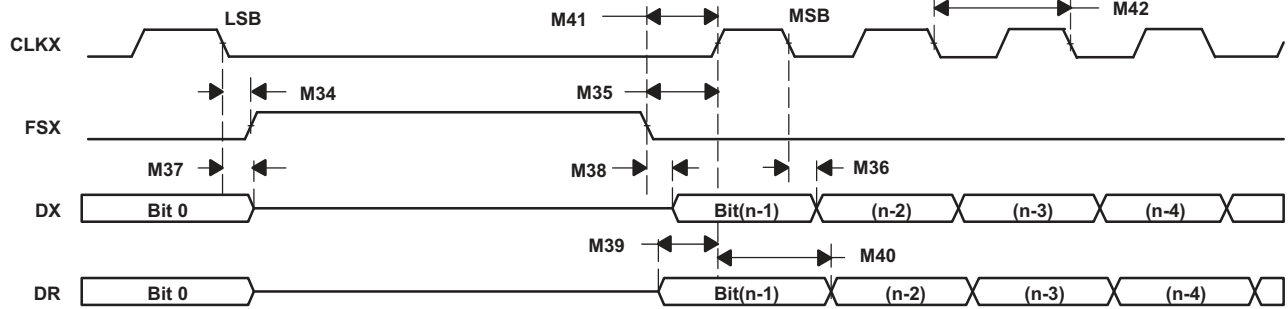 LSB
M41
MSB
M42
CLKX
M34
M35
FSX
M37
M38
M36
DX
Bit 0
Bit(n-1)
(n-2)
(n-3)
(n-4)
M39
M40
DR
Bit 0
Bit(n-1)
(n-2)
(n-3)
(n-4)